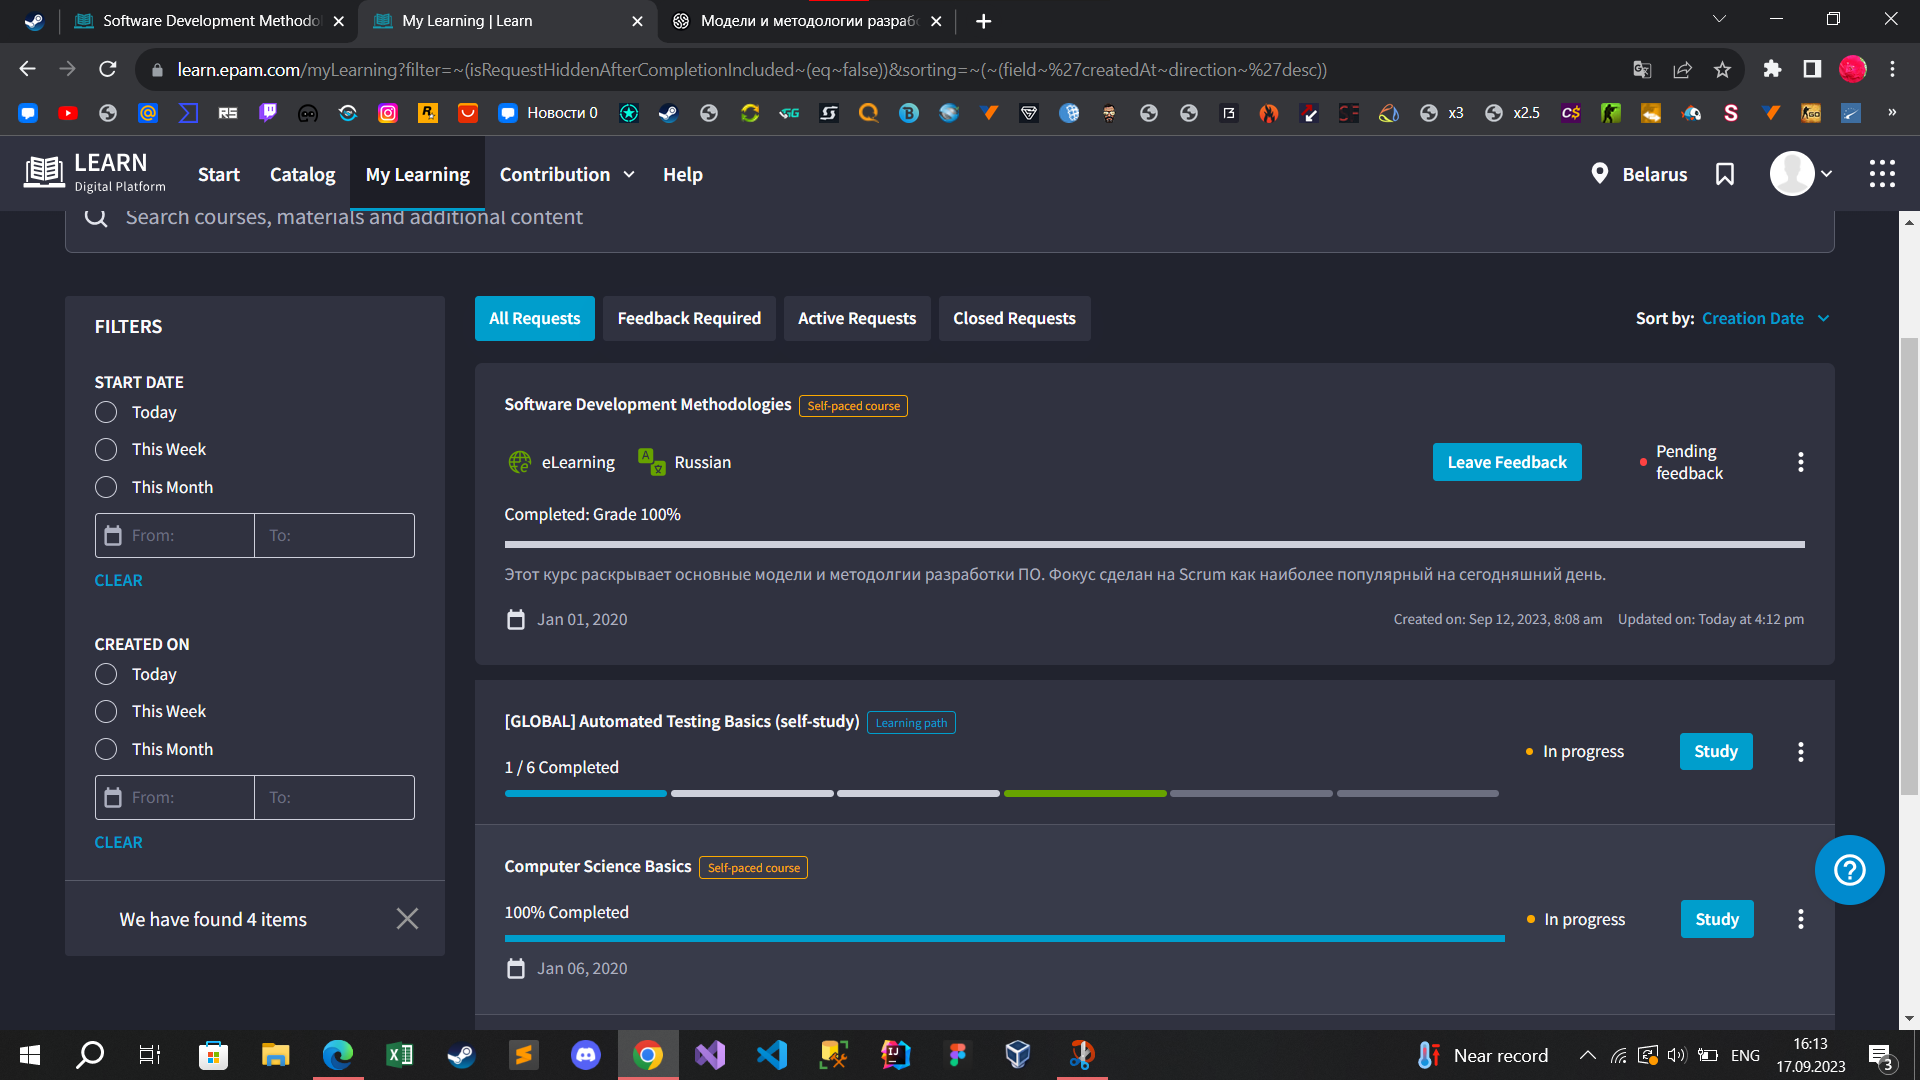 Software Development Methodolo
My Learning | Learn
Модели и методологии разраб
learn.epam.com/myLearning?filter=~(isRequestHiddenAfterCompletionIncluded~(eq~false))&sorting=~(~(field~%27createdAt~direction~%27desc))
Новости 0
x3
x2.5
LEARN
Digital Platform
Start
Catalog
My Learning
Contribution
Help
Belarus
Search courses, materials and additional content
FILTERS
START DATE
Today
This Week
This Month
From:
To:
CLEAR
CREATED ON
Today
This Week
This Month
From:
To:
CLEAR
We have found 4 items
All Requests
Feedback Required
Active Requests
Closed Requests
Sort by: Creation Date
Software Development Methodologies
Self-paced course
eLearning
Russian
Leave Feedback
Pending
feedback
Completed: Grade 100%
Этот курс раскрывает основные модели и методолгии разработки ПО. Фокус сделан на Scrum как наиболее популярный на сегодняшний день.
Jan 01, 2020
Created on: Sep 12, 2023, 8:08 am
Updated on: Today at 4:12 pm
[GLOBAL] Automated Testing Basics (self-study)
Learning path
1 / 6 Completed
In progress
Study
Computer Science Basics
Self-paced course
100% Completed
In progress
Study
Jan 06, 2020
Near record
ENG
16:13
17.09.2023
3